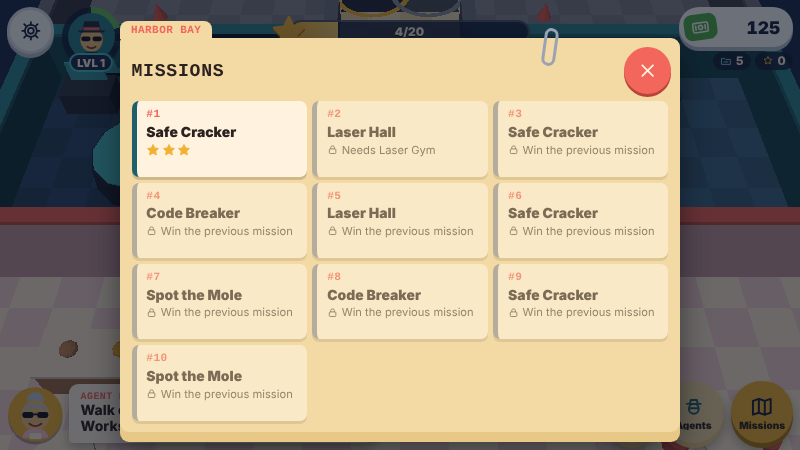 HARBOR BAY
4/20
125
LVL 1
5
0
MISSIONS
#1
Safe Cracker
#2
Laser Hall
Needs Laser Gym
#3
Safe Cracker
Win the previous mission
#4
Code Breaker
Win the previous mission
#5
Laser Hall
Win the previous mission
#6
Safe Cracker
Win the previous mission
#7
Spot the Mole
Win the previous mission
#8
Code Breaker
Win the previous mission
#9
Safe Cracker
Win the previous mission
#10
Spot the Mole
Win the previous mission
AGENT
Walk
Works
Agents
Missions